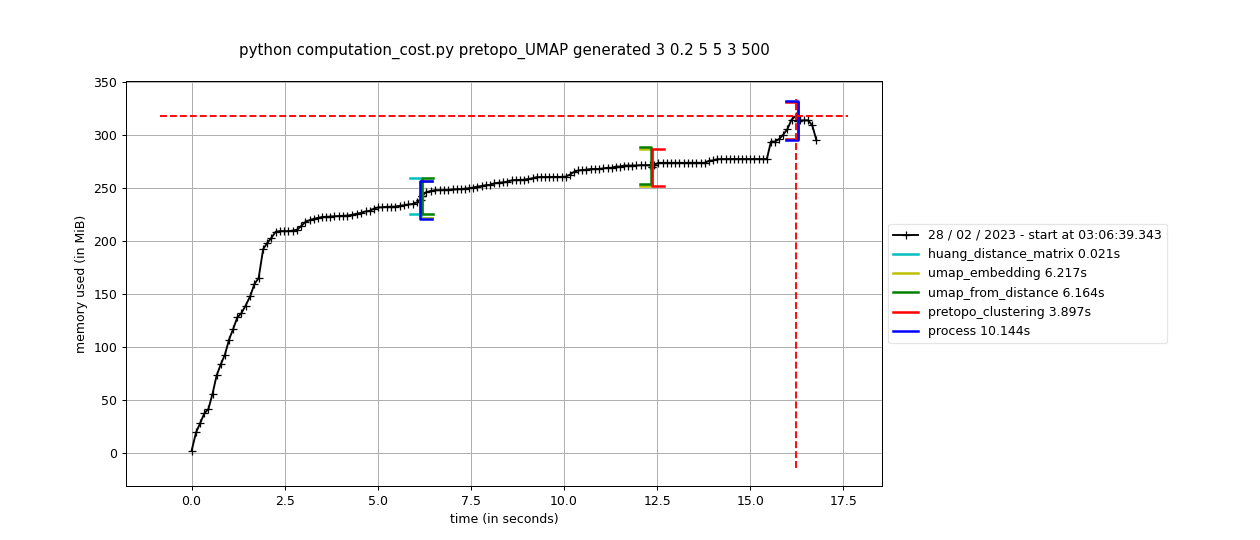 python computation_cost.py pretopo_UMAP generated 3 0.2 5 5 3 500
350
300
250
200
150
100
50
0
memory used (in MiB)
0.0 2.5 5.0 7.5 10.0 12.5 15.0 17.5
time (in seconds)
28 / 02 / 2023 - start at 03:06:39.343
huang_distance_matrix 0.021s
umap_embedding 6.217s
umap_from_distance 6.164s
pretopo_clustering 3.897s
process 10.144s